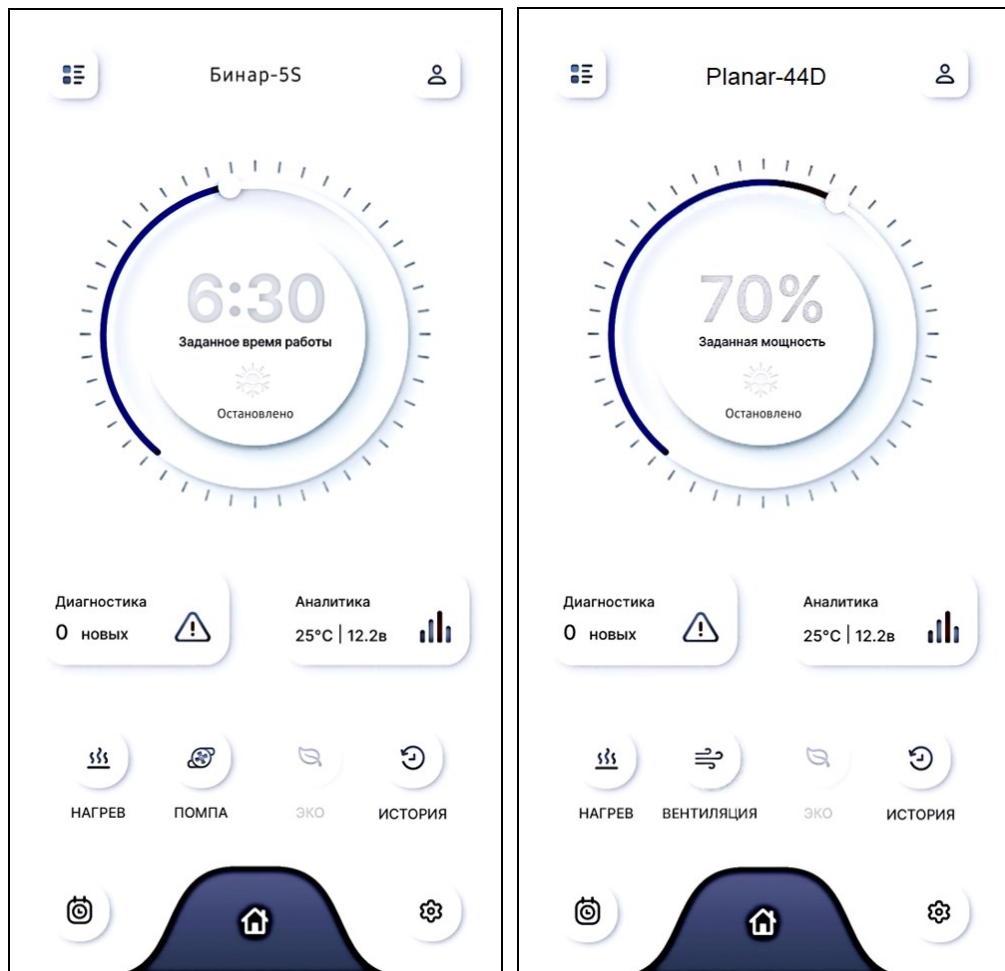 Бинар-5S
6:30
Заданное время работы
Остановлено
Диагностика
0 новых
Аналитика
25°C | 12.2в
НАГРЕВ
ПОМПА
ЭКО
ИСТОРИЯ
Planar-44D
70%
Заданная мощность
Остановлено
Диагностика
0 новых
Аналитика
25°C | 12.2в
НАГРЕВ
ВЕНТИЛЯЦИЯ
ЭКО
ИСТОРИЯ